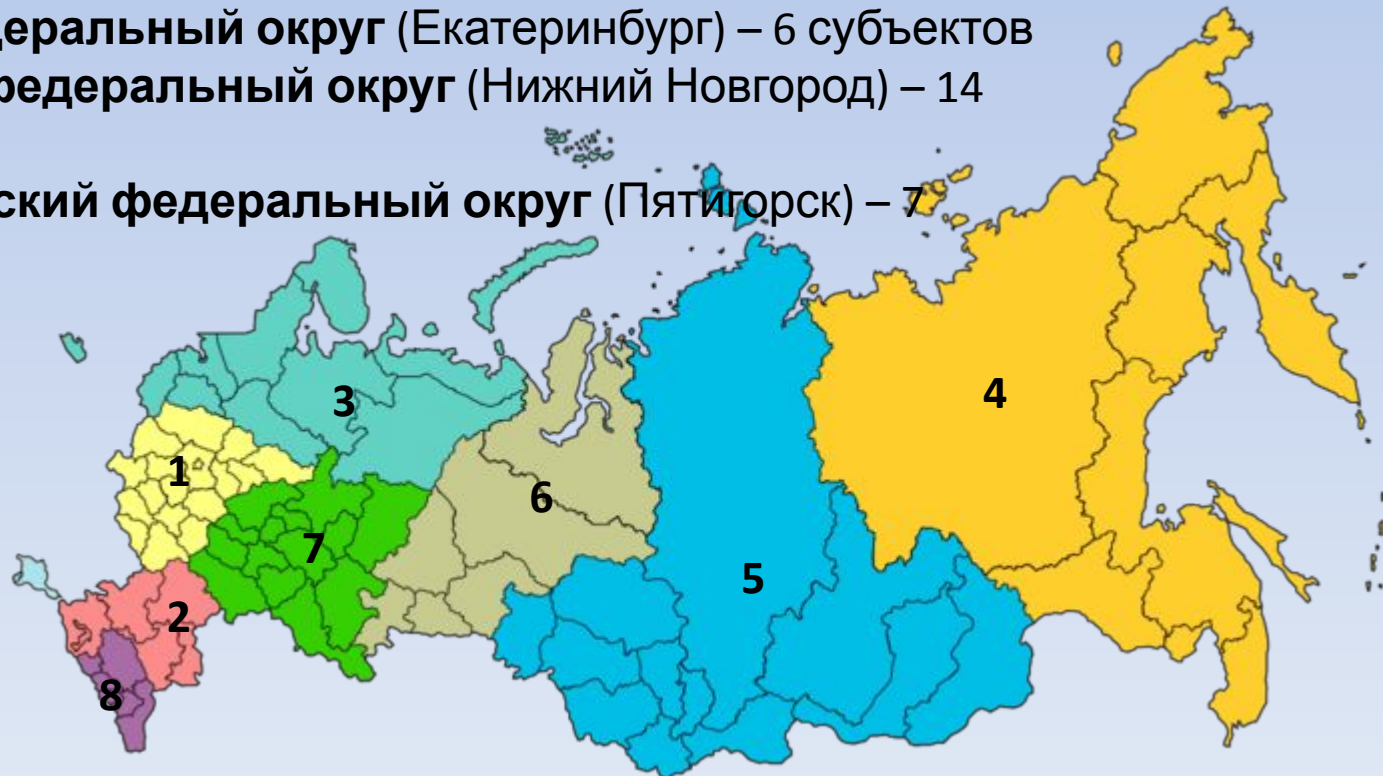 деральный округ (Екатеринбург) – 6 субъектов
федеральный округ (Нижний Новгород) – 14
ский федеральный округ (Пятигорск) – 7
3
4
1
6
7
5
2
8